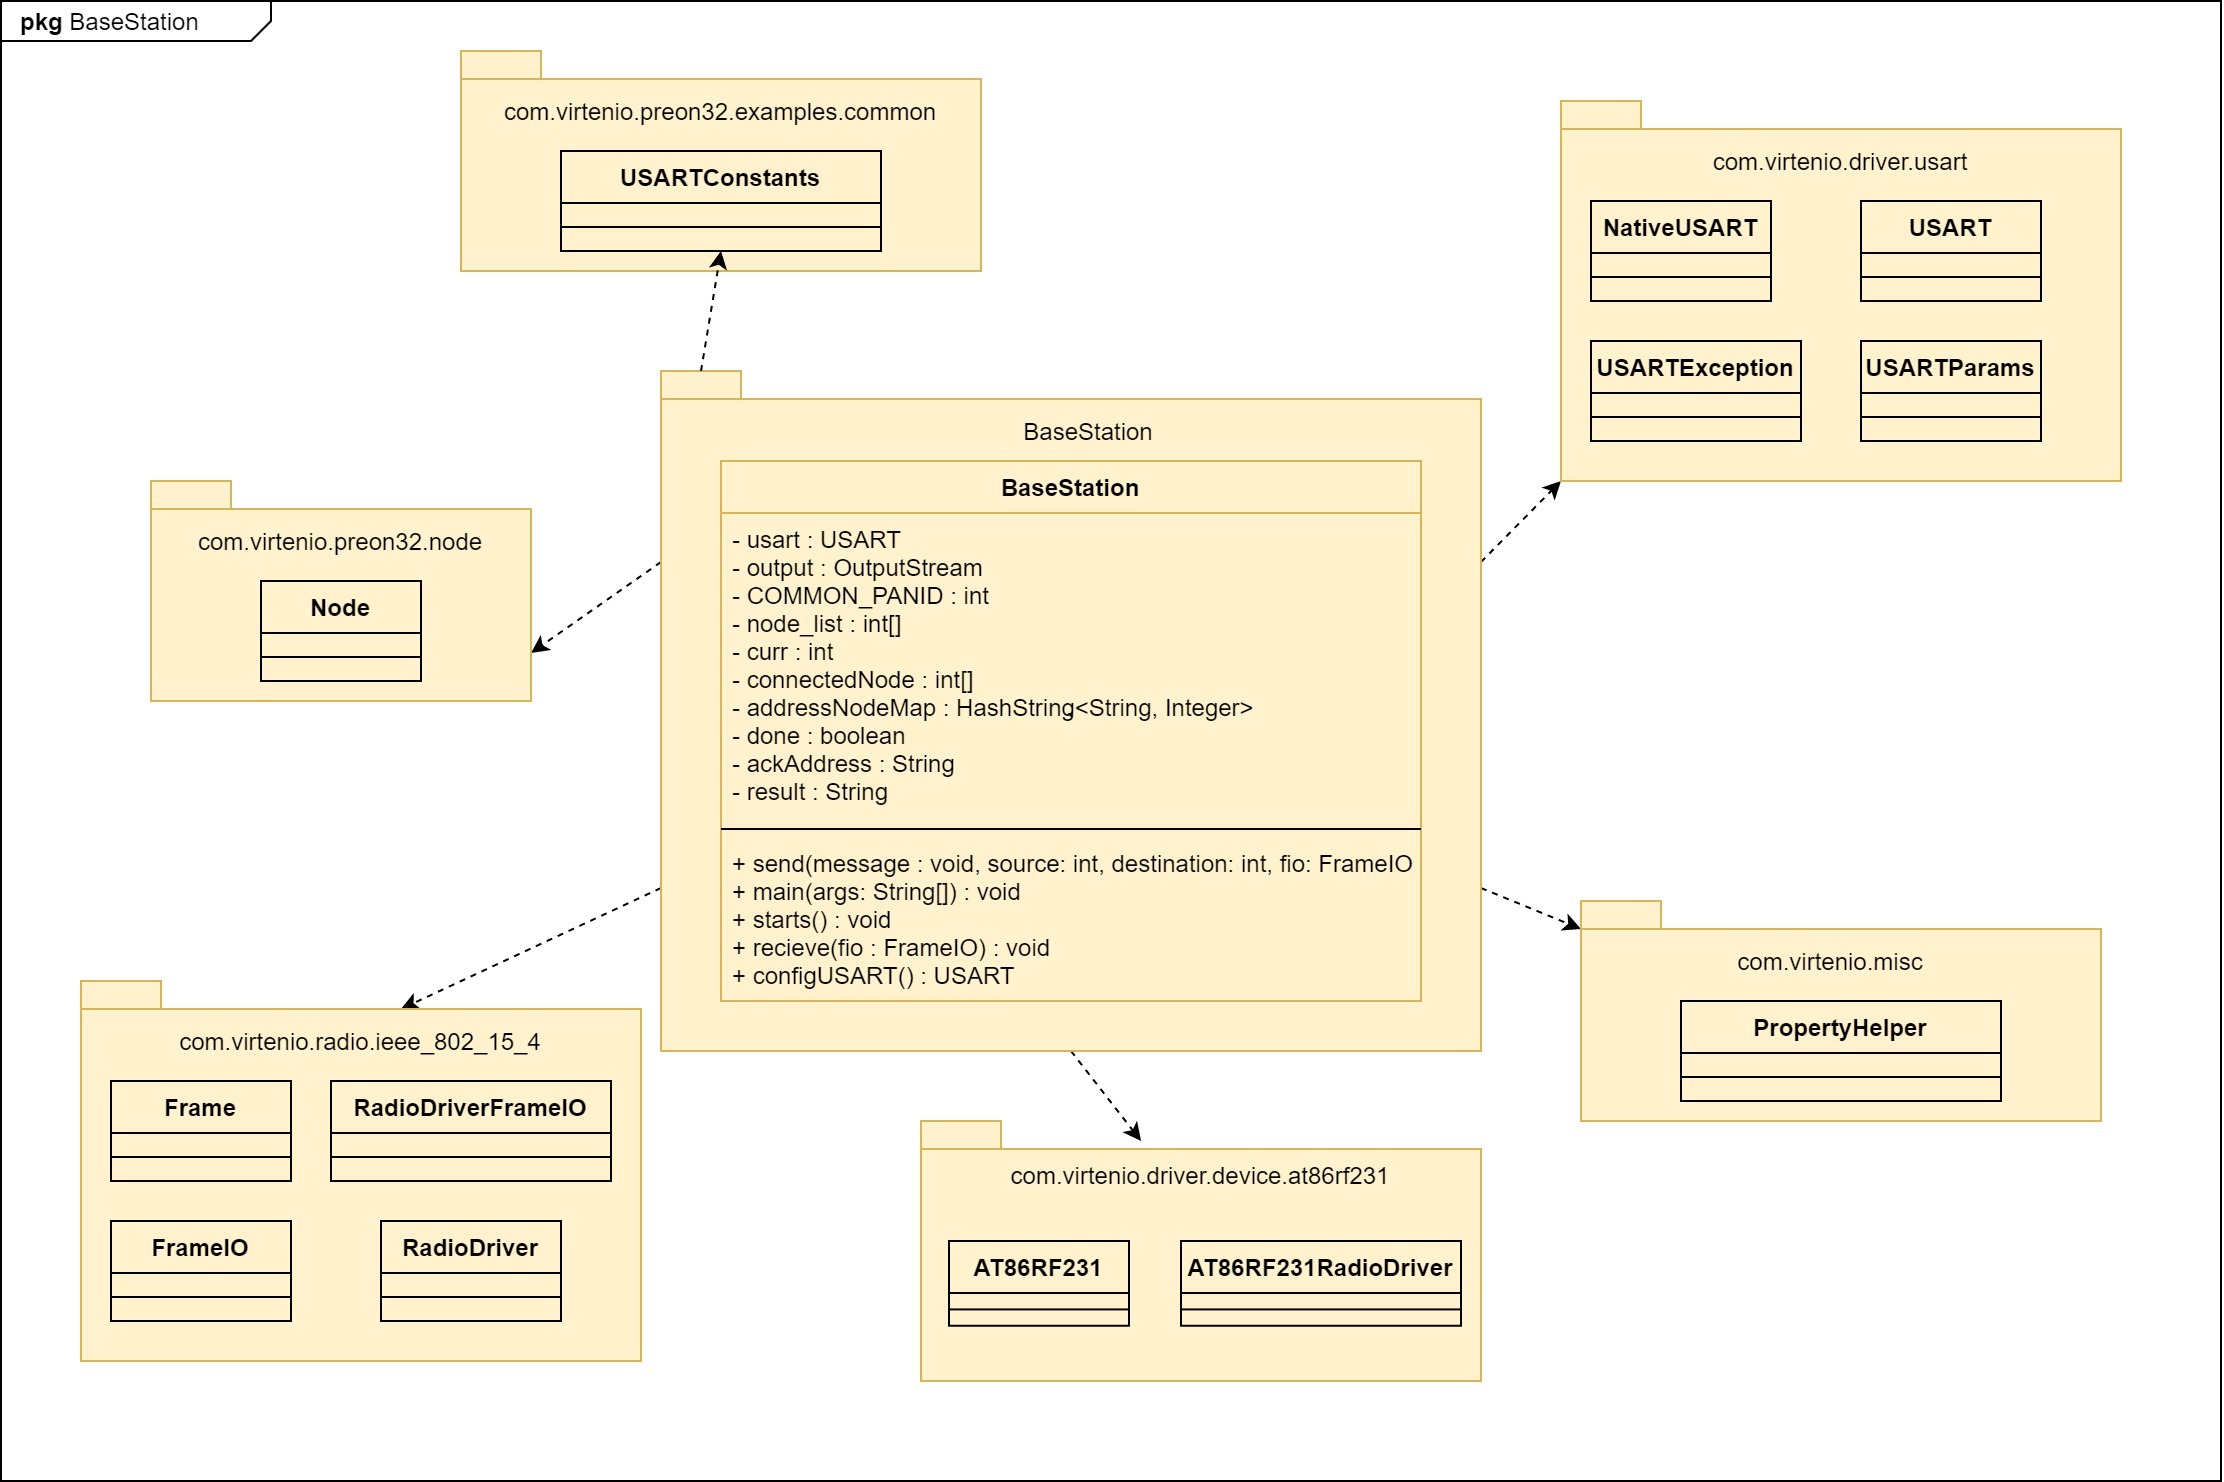 pkg BaseStation
com.virtenio.preon32.examples.common
USARTConstants
com.virtenio.driver.usart
NativeUSART
USART
USARTException
USARTParams
BaseStation
BaseStation
- usart : USART
- output : OutputStream
- COMMON_PANID : int
- node_list : int[]
- curr : int
- connectedNode : int[]
- addressNodeMap : HashString<String, Integer>
- done : boolean
- ackAddress : String
- result : String
+ send(message : void, source: int, destination: int, fio: FrameIO
+ main(args: String[]) : void
+ starts() : void
+ recieve(fio : FrameIO) : void
+ configUSART() : USART
com.virtenio.preon32.node
Node
com.virtenio.radio.ieee_802_15_4
Frame
RadioDriverFrameIO
FrameIO
RadioDriver
com.virtenio.driver.device.at86rf231
AT86RF231
AT86RF231RadioDriver
com.virtenio.misc
PropertyHelper